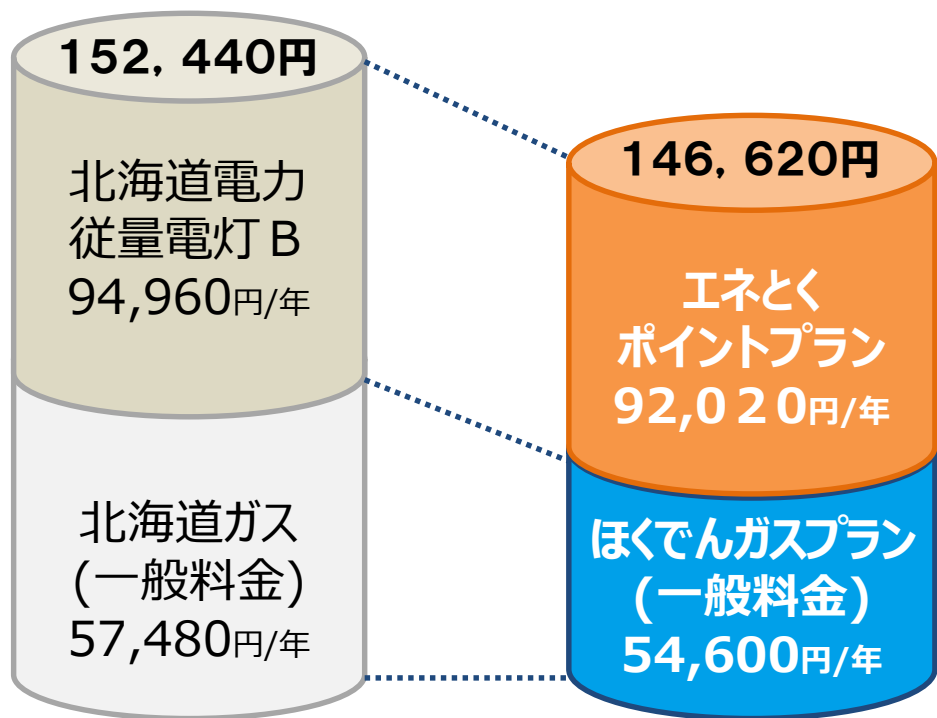 152, 440円
北海道電力
従量電灯B
94,960円/年
北海道ガス
(一般料金)
57,480円/年
146, 620円
エネとく
ポイントプラン
92,020円/年
ほくでんガスプラン
(一般料金)
54,600円/年